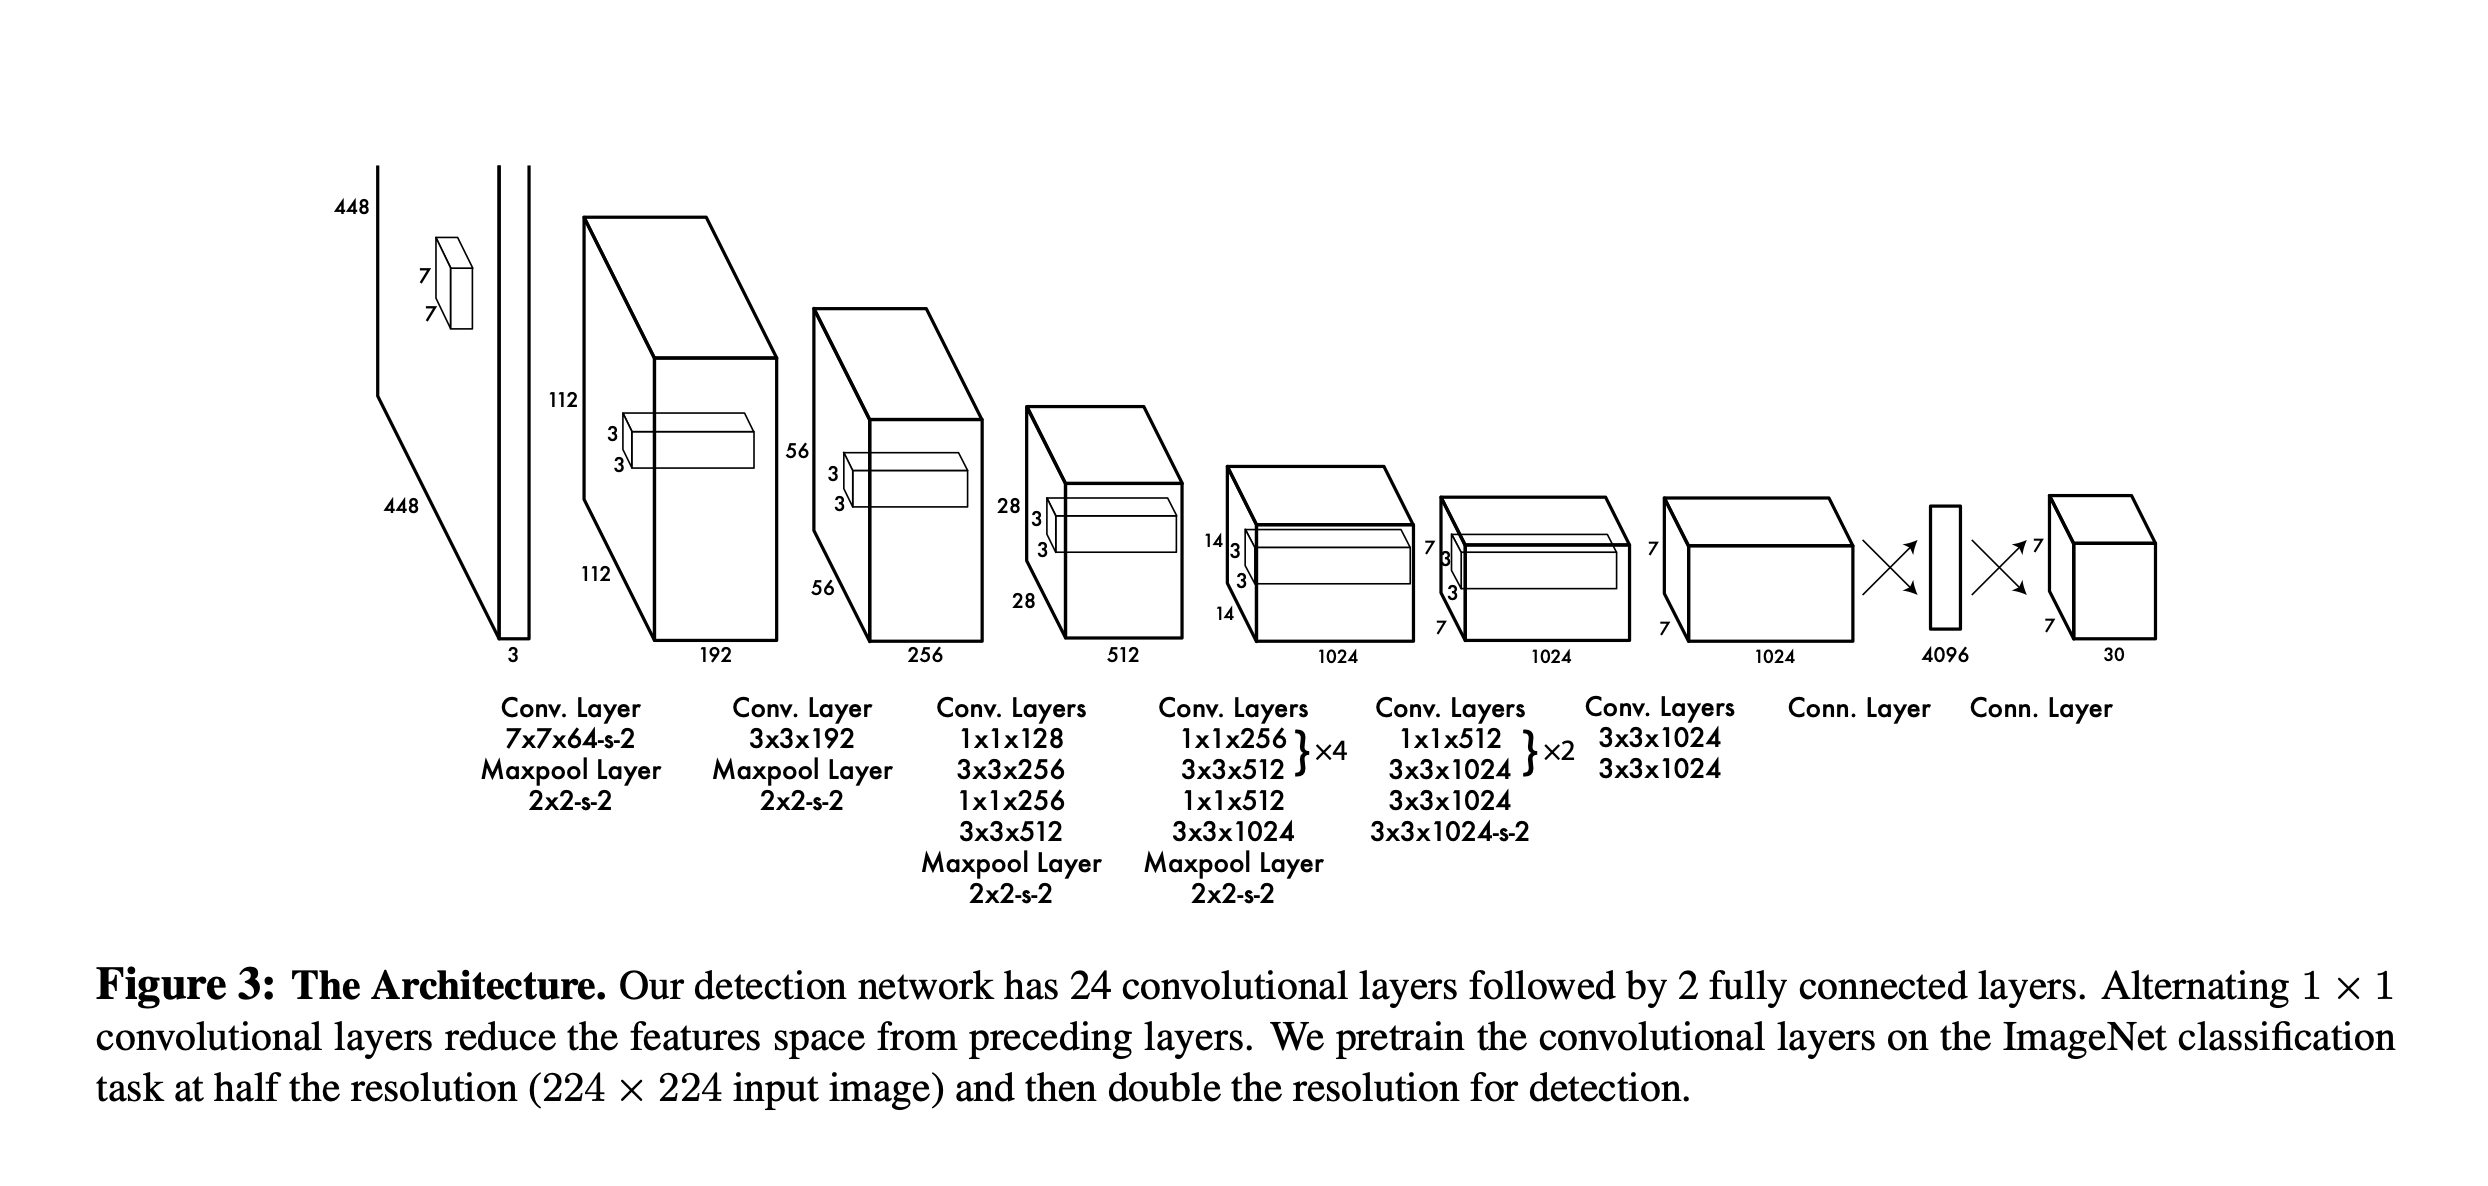 448
7
7
448
3
112
3
3
112
192
56
3
3
56
256
28
3
3
28
512
14
3
3
14
1024
7
3
3
7
1024
7
7
1024
4096
7
7
30
Conv. Layer
7x7x64-s-2
Maxpool Layer
2x2-s-2
Conv. Layer
3x3x192
Maxpool Layer
2x2-s-2
Conv. Layers
1x1x128
3x3x256
1x1x256
3x3x512
Maxpool Layer
2x2-s-2
Conv. Layers
1x1x256
3x3x512
}×4
1x1x512
3x3x1024
Maxpool Layer
2x2-s-2
Conv. Layers
1x1x512
3x3x1024
}×2
3x3x1024
3x3x1024-s-2
Conv. Layers
3x3x1024
3x3x1024
Conn. Layer
Conn. Layer
Figure 3: The Architecture. Our detection network has 24 convolutional layers followed by 2 fully connected layers. Alternating 1 × 1
convolutional layers reduce the features space from preceding layers. We pretrain the convolutional layers on the ImageNet classification
task at half the resolution (224 × 224 input image) and then double the resolution for detection.